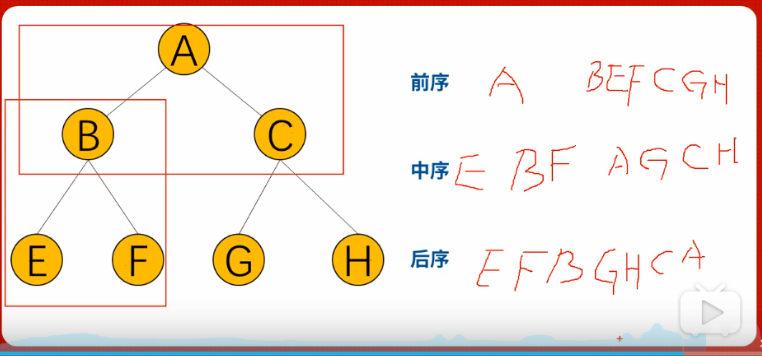 A
B C
E F G H
前序 A BEFCGH
中序 E BF AGCH
后序 EFBGHCA